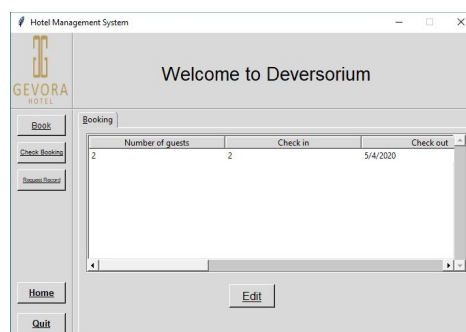 Hotel Management System
GEVORA
HOTEL
Welcome to Deversorium
Book
Check Booking
Request Record
Home
Quit
Booking
Number of guests Check in Check out
2 2 5/4/2020
Edit